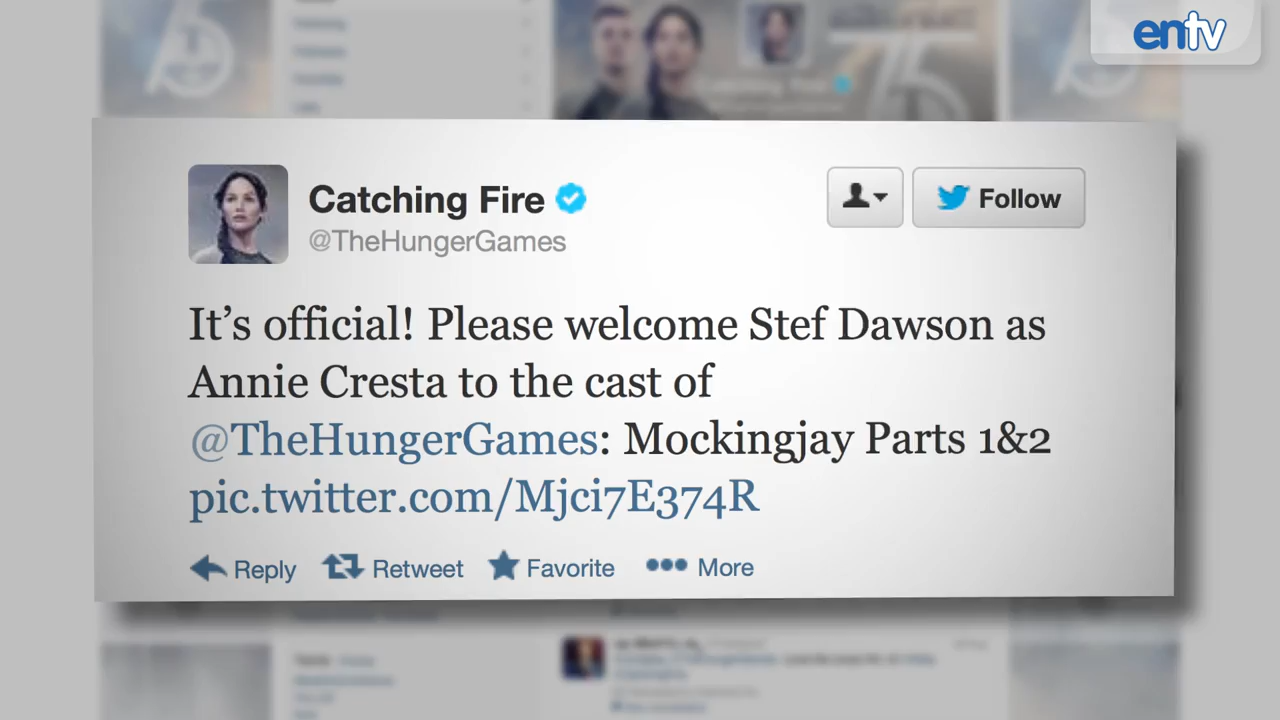 entv
Catching Fire
@TheHungerGames
Follow
It’s official! Please welcome Stef Dawson as
Annie Cresta to the cast of
@TheHungerGames: Mockingjay Parts 1&2
pic.twitter.com/Mjci7E374R
Reply Retweet Favorite More